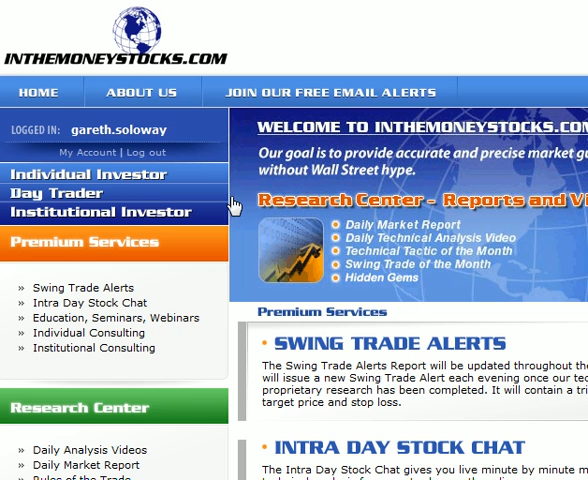 INTHEMONEYSTOCKS.COM
HOME ABOUT US JOIN OUR FREE EMAIL ALERTS
LOGGED IN: gareth.soloway
My Account | Log out
Individual Investor
Day Trader
Institutional Investor
Premium Services
» Swing Trade Alerts
» Intra Day Stock Chat
» Education, Seminars, Webinars
» Individual Consulting
» Institutional Consulting
Research Center
» Daily Analysis Videos
» Daily Market Report
» Rules of the Trade
WELCOME TO INTHEMONEYSTOCKS.CO
Our goal is to provide accurate and precise market
without Wall Street hype.
Research Center - Reports and
Daily Market Report
Daily Technical Analysis Video
Technical Tactic of the Month
Swing Trade of the Month
Hidden Gems
Premium Services
• SWING TRADE ALERTS
The Swing Trade Alerts Report will be updated throughout the
will issue a new Swing Trade Alert each evening once our
proprietary research has been completed. It will contain a
target price and stop loss.
• INTRA DAY STOCK CHAT
The Intra Day Stock Chat gives you live minute by minute